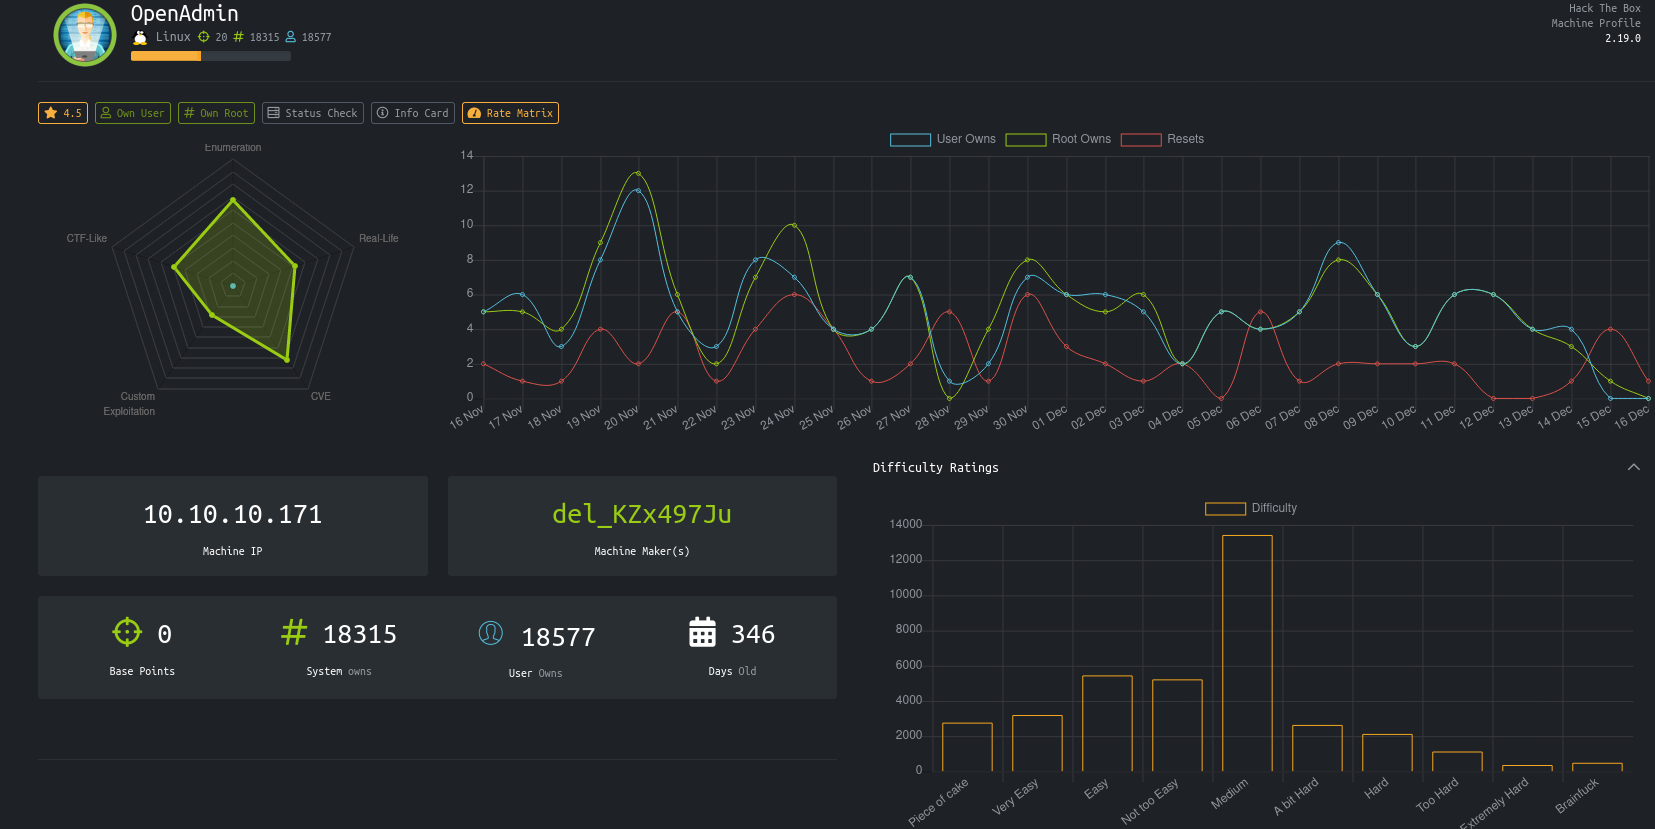 OpenAdmin
Linux 20 18315 18577
Hack The Box
Machine Profile
2.19.0
4.5 Own User Own Root Status Check Info Card Rate Matrix
Enumeration
CTF-Like
Real-Life
Custom
Exploitation
CVE
User Owns Root Owns Resets
14
12
10
8
6
4
2
0
16 Nov 17 Nov 18 Nov 19 Nov 20 Nov 21 Nov 22 Nov 23 Nov 24 Nov 25 Nov 26 Nov 27 Nov 28 Nov 29 Nov 30 Nov 01 Dec 02 Dec 03 Dec 04 Dec 05 Dec 06 Dec 07 Dec 08 Dec 09 Dec 10 Dec 11 Dec 12 Dec 13 Dec 14 Dec 15 Dec 16 Dec
10.10.10.171
Machine IP
del_KZx497Ju
Machine Maker(s)
0
Base Points
18315
System owns
18577
User Owns
346
Days Old
Difficulty Ratings
Difficulty
14000
12000
10000
8000
6000
4000
2000
0
Piece of cake Very Easy Easy Not too Easy Medium A bit Hard Hard Too Hard Extremely Hard Brainfuck